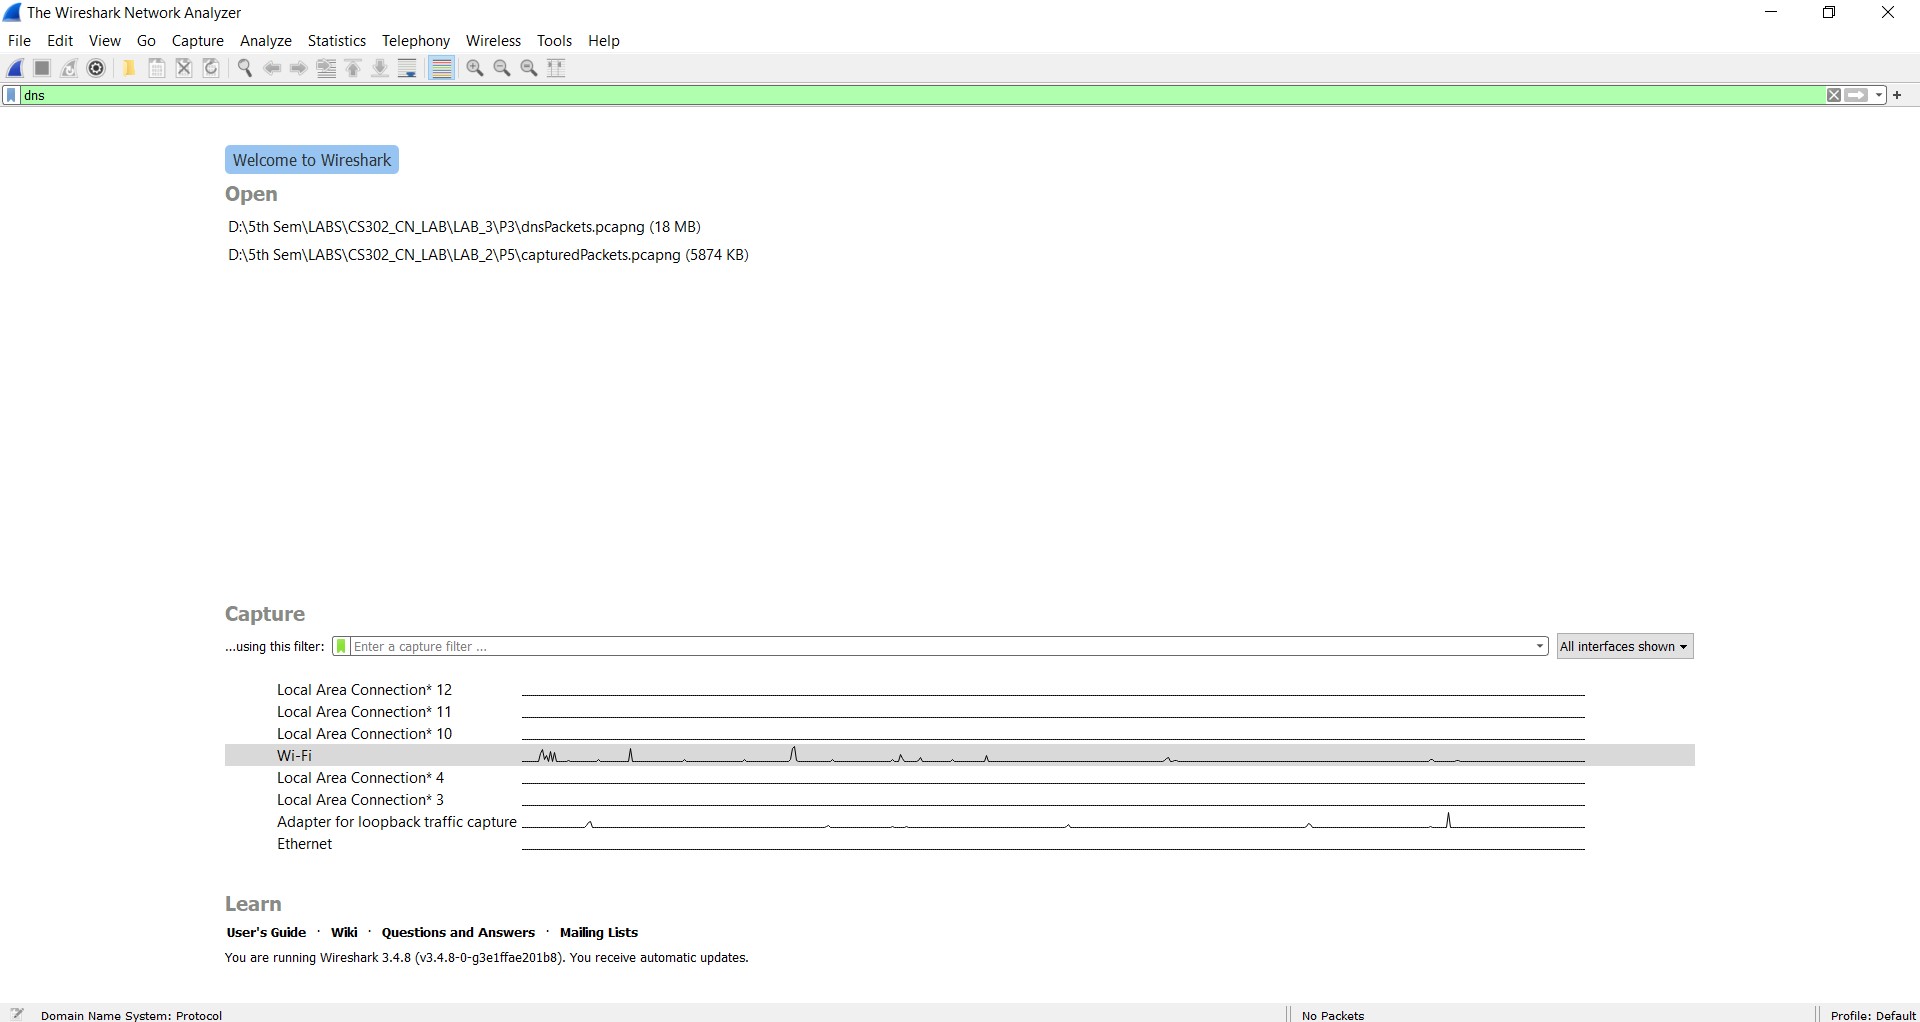 The Wireshark Network Analyzer
File Edit View Go Capture Analyze Statistics Telephony Wireless Tools Help
dns
+
Welcome to Wireshark
Open
D:\5th Sem\LABS\CS302_CN_LAB\LAB_3\P3\dnsPackets.pcapng (18 MB)
D:\5th Sem\LABS\CS302_CN_LAB\LAB_2\P5\capturedPackets.pcapng (5874 KB)
Capture
...using this filter: Enter a capture filter ... All interfaces shown
Local Area Connection* 12
Local Area Connection* 11
Local Area Connection* 10
Wi-Fi
Local Area Connection* 4
Local Area Connection* 3
Adapter for loopback traffic capture
Ethernet
Learn
User's Guide · Wiki · Questions and Answers · Mailing Lists
You are running Wireshark 3.4.8 (v3.4.8-0-g3e1ffae201b8). You receive automatic updates.
Domain Name System: Protocol No Packets Profile: Default